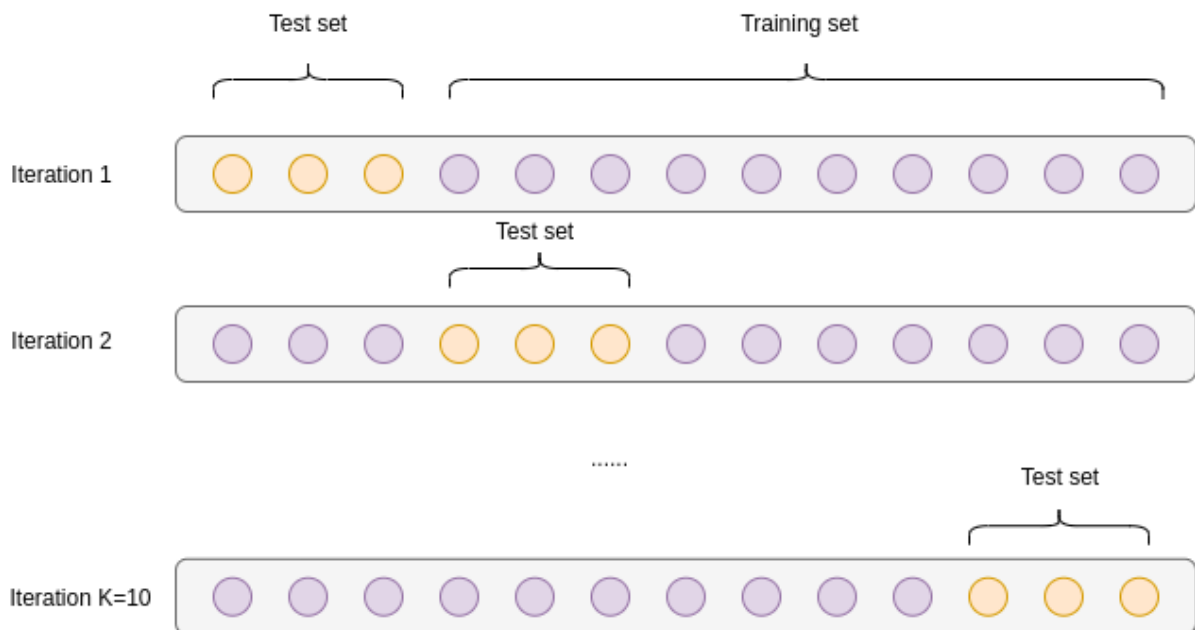 Test set
Training set
Iteration 1
Test set
Iteration 2
......
Test set
Iteration K=10